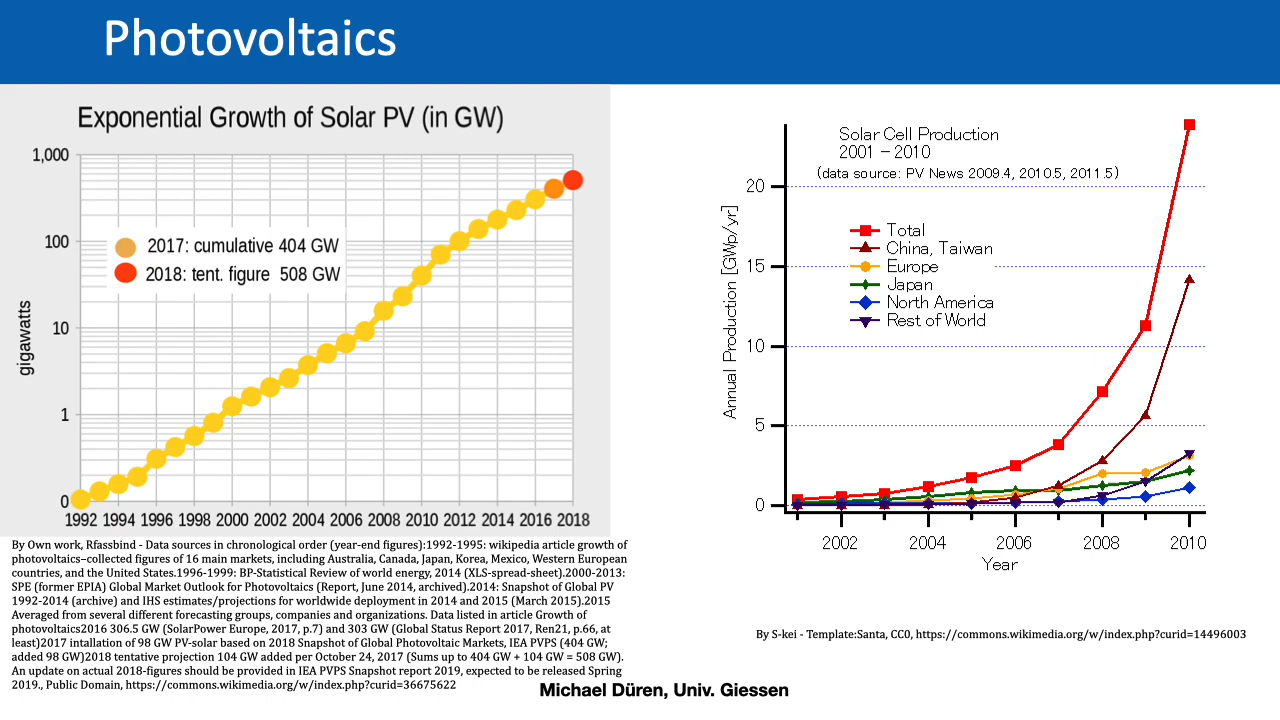 Photovoltaics
Exponential Growth of Solar PV (in GW)
1,000
100
10
1
0
gigavatts
2017: cumulative 404 GW
2018: tent. figure 508 GW
1992 1994 1996 1998 2000 2002 2004 2006 2008 2010 2012 2014 2016 2018
By Own work, Rfassbind - Data sources in chronological order (year-end figures):1992-1995: wikipedia article growth of
photovoltaics–collected figures of 16 main markets, including Australia, Canada, Japan, Korea, Mexico, Western European
countries, and the United States.1996-1999: BP-Statistical Review of world energy, 2014 (XLS-spread-sheet).2000-2013:
SPE (former EPIA) Global Market Outlook for Photovoltaics (Report, June 2014, archived).2014: Snapshot of Global PV
1992-2014 (archive) and IHS estimates/projections for worldwide deployment in 2014 and 2015 (March 2015).2015
Averaged from several different forecasting groups, companies and organizations. Data listed in article Growth of
photovoltaics2016 306.5 GW (SolarPower Europe, 2017, p.7) and 303 GW (Global Status Report 2017, Ren21, p.66, at
least)2017 intallation of 98 GW PV-solar based on 2018 Snapshot of Global Photovoltaic Markets, IEA PVPS (404 GW;
added 98 GW)2018 tentative projection 104 GW added per October 24, 2017 (Sums up to 404 GW + 104 GW = 508 GW).
An update on actual 2018-figures should be provided in IEA PVPS Snapshot report 2019, expected to be released Spring
2019., Public Domain, https://commons.wikimedia.org/w/index.php?curid=36675622
Solar Cell Production
2001 – 2010
(data source: PV News 2009.4, 2010.5, 2011.5)
Total
China, Taiwan
Europe
Japan
North America
Rest of World
Annual Production [GWp/yr]
20
15
10
5
0
2002 2004 2006 2008 2010
Year
By S-kei - Template:Santa, CC0, https://commons.wikimedia.org/w/index.php?curid=14496003
Michael Düren, Univ. Giessen